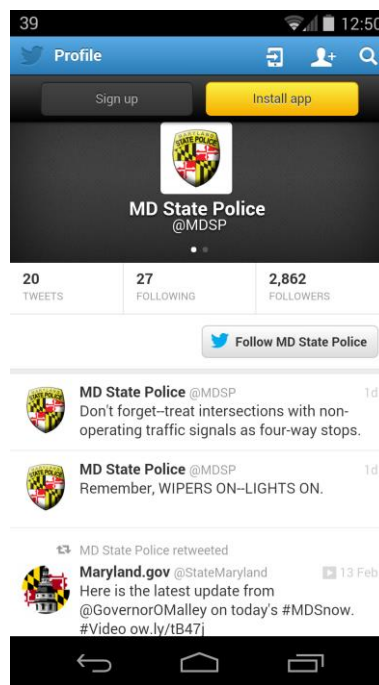 39
12:50
Profile
Sign up
Install app
MARYLAND
STATE POLICE
MD State Police
@MDSP
20
TWEETS
27
FOLLOWING
2,862
FOLLOWERS
Follow MD State Police
MD State Police @MDSP 1d
Don't forget--treat intersections with non-
operating traffic signals as four-way stops.
MD State Police @MDSP 1d
Remember, WIPERS ON--LIGHTS ON.
MD State Police retweeted
Maryland.gov @StateMaryland 13 Feb
Here is the latest update from
@GovernorOMalley on today's #MDSnow.
#Video ow.ly/tB47j